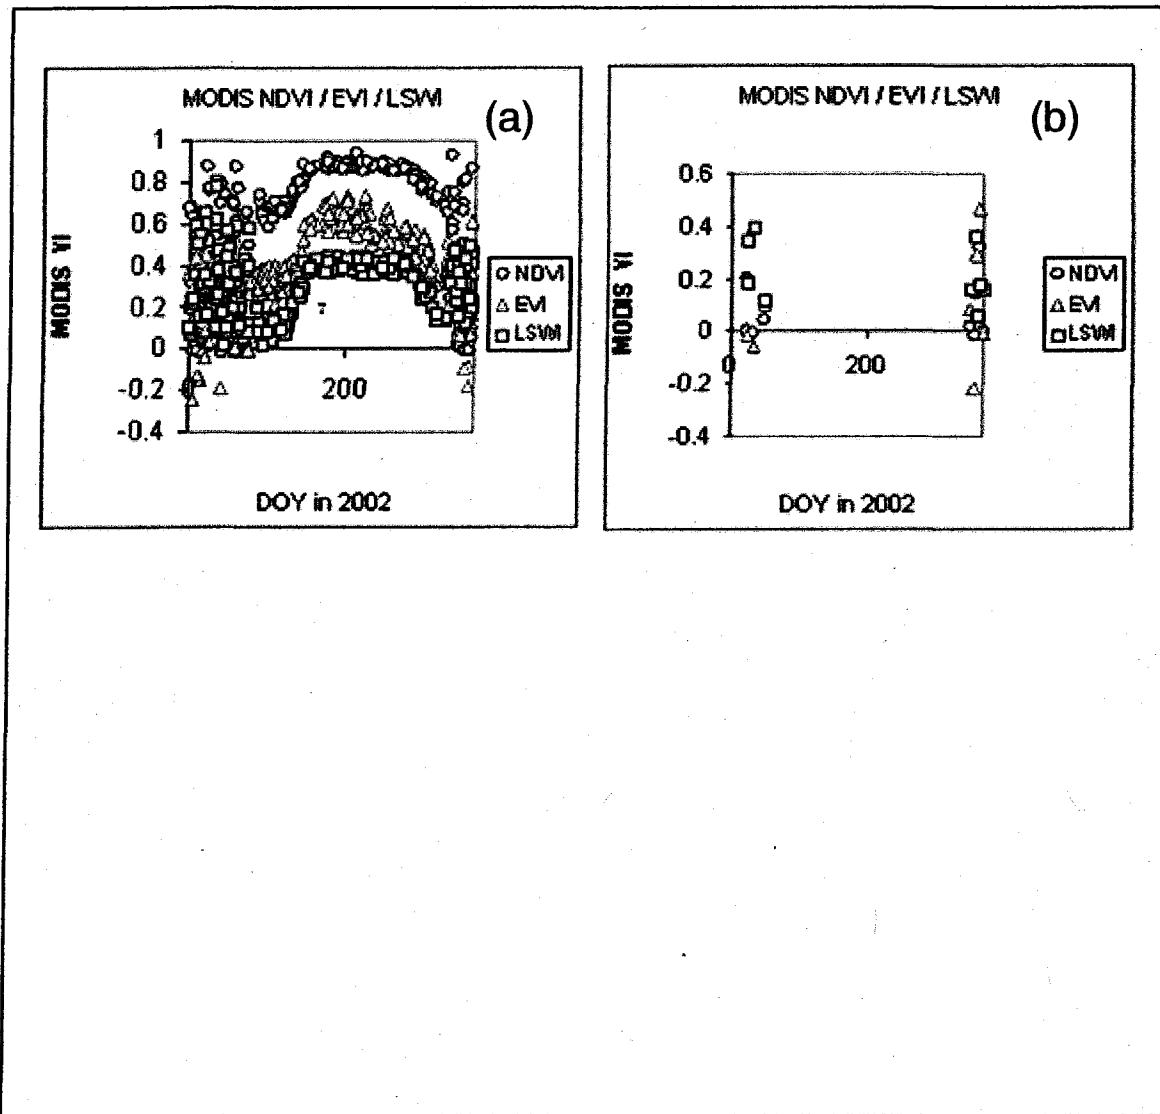 MODIS NDVI / EVI / LSWI
(a)
1
0.8
0.6
0.4
0.2
0
-0.2
-0.4
200
MODIS VI
DOY in 2002
NDVI
EVI
LSWI
MODIS NDVI / EVI / LSWI
(b)
0.6
0.4
0.2
0
-0.2
-0.4
0
200
MODIS VI
DOY in 2002
NDVI
EVI
LSWI